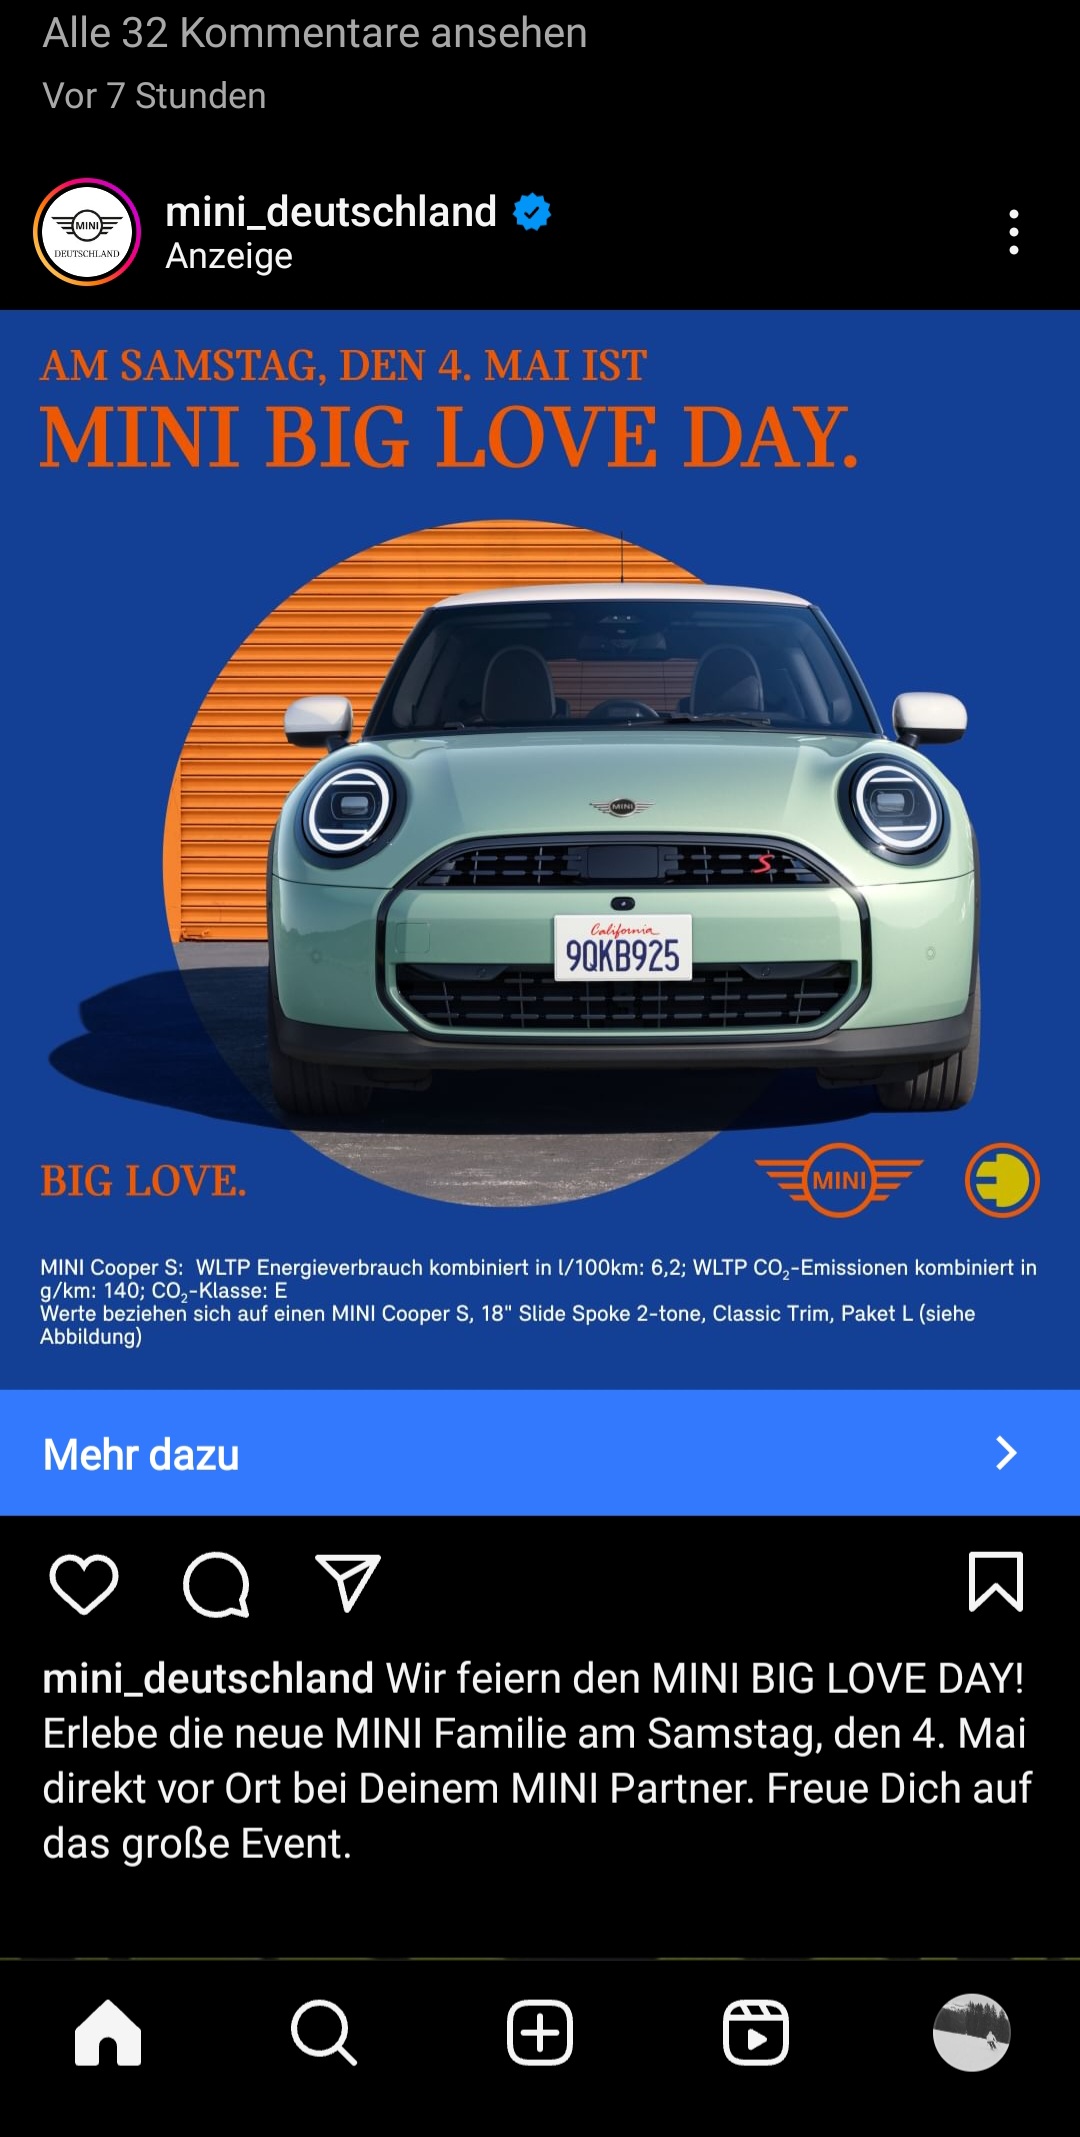 Alle 32 Kommentare ansehen
Vor 7 Stunden
MINI
DEUTSCHLAND
mini_deutschland
Anzeige
AM SAMSTAG, DEN 4. MAI IST
MINI BIG LOVE DAY.
MINI
S
California
9QKB925
BIG LOVE.
MINI
MINI Cooper S:  WLTP Energieverbrauch kombiniert in l/100km: 6,2; WLTP CO₂-Emissionen kombiniert in
g/km: 140; CO₂-Klasse: E
Werte beziehen sich auf einen MINI Cooper S, 18" Slide Spoke 2-tone, Classic Trim, Paket L (siehe
Abbildung)
Mehr dazu
mini_deutschland Wir feiern den MINI BIG LOVE DAY!
Erlebe die neue MINI Familie am Samstag, den 4. Mai
direkt vor Ort bei Deinem MINI Partner. Freue Dich auf
das große Event.